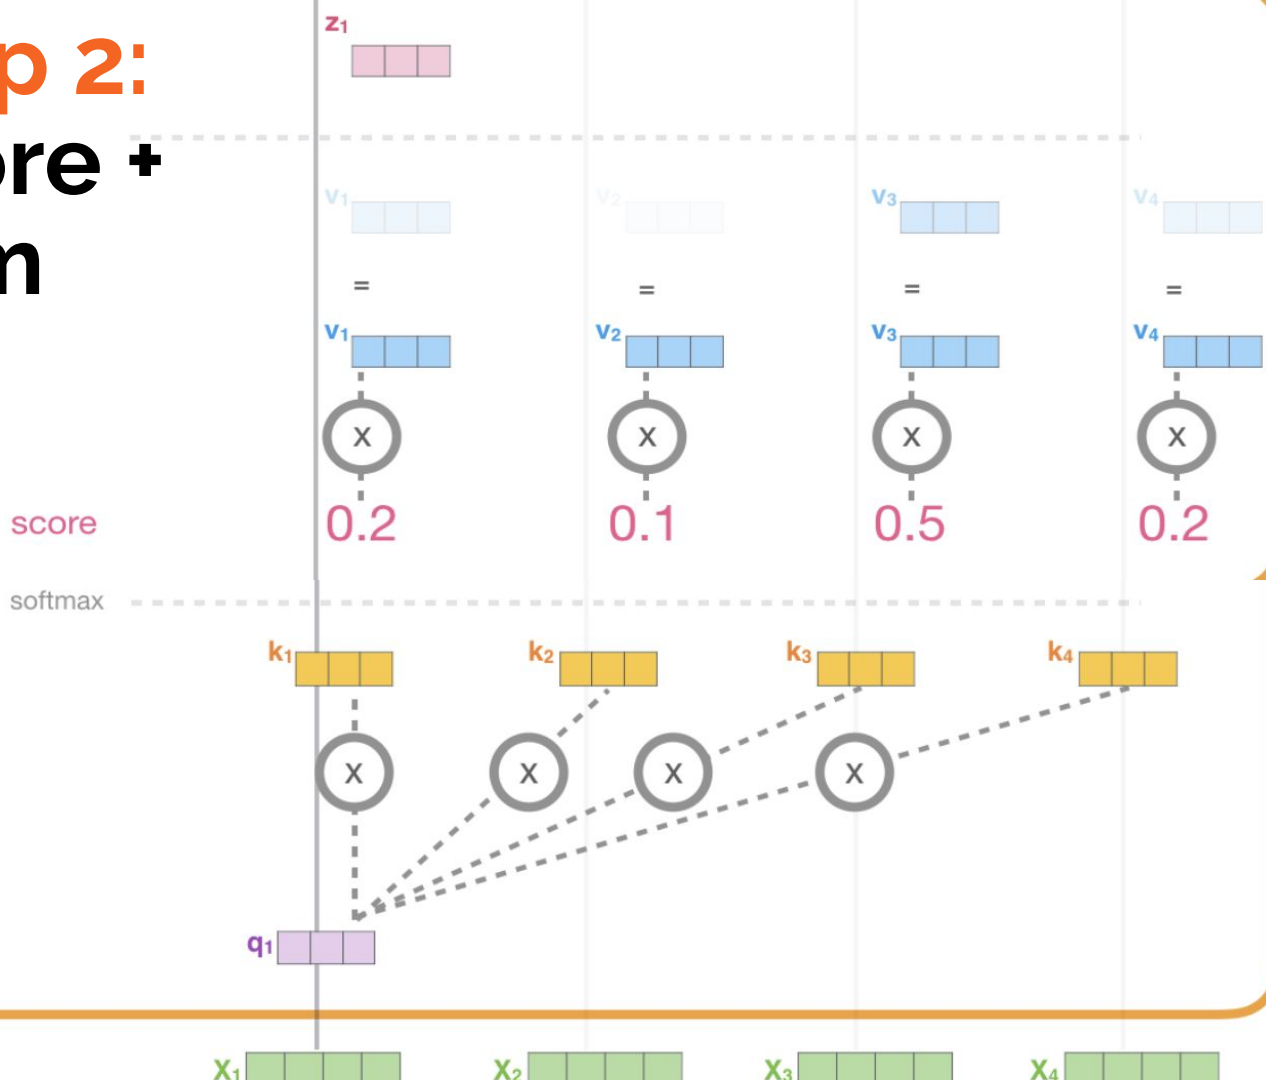 z₁
p 2:
ore +
m
v₁ v₂ v₃ v₄
= = = =
v₁ v₂ v₃ v₄
x x x x
score 0.2 0.1 0.5 0.2
softmax
k₁ k₂ k₃ k₄
x x x x
q₁
X₁ X₂ X₃ X₄